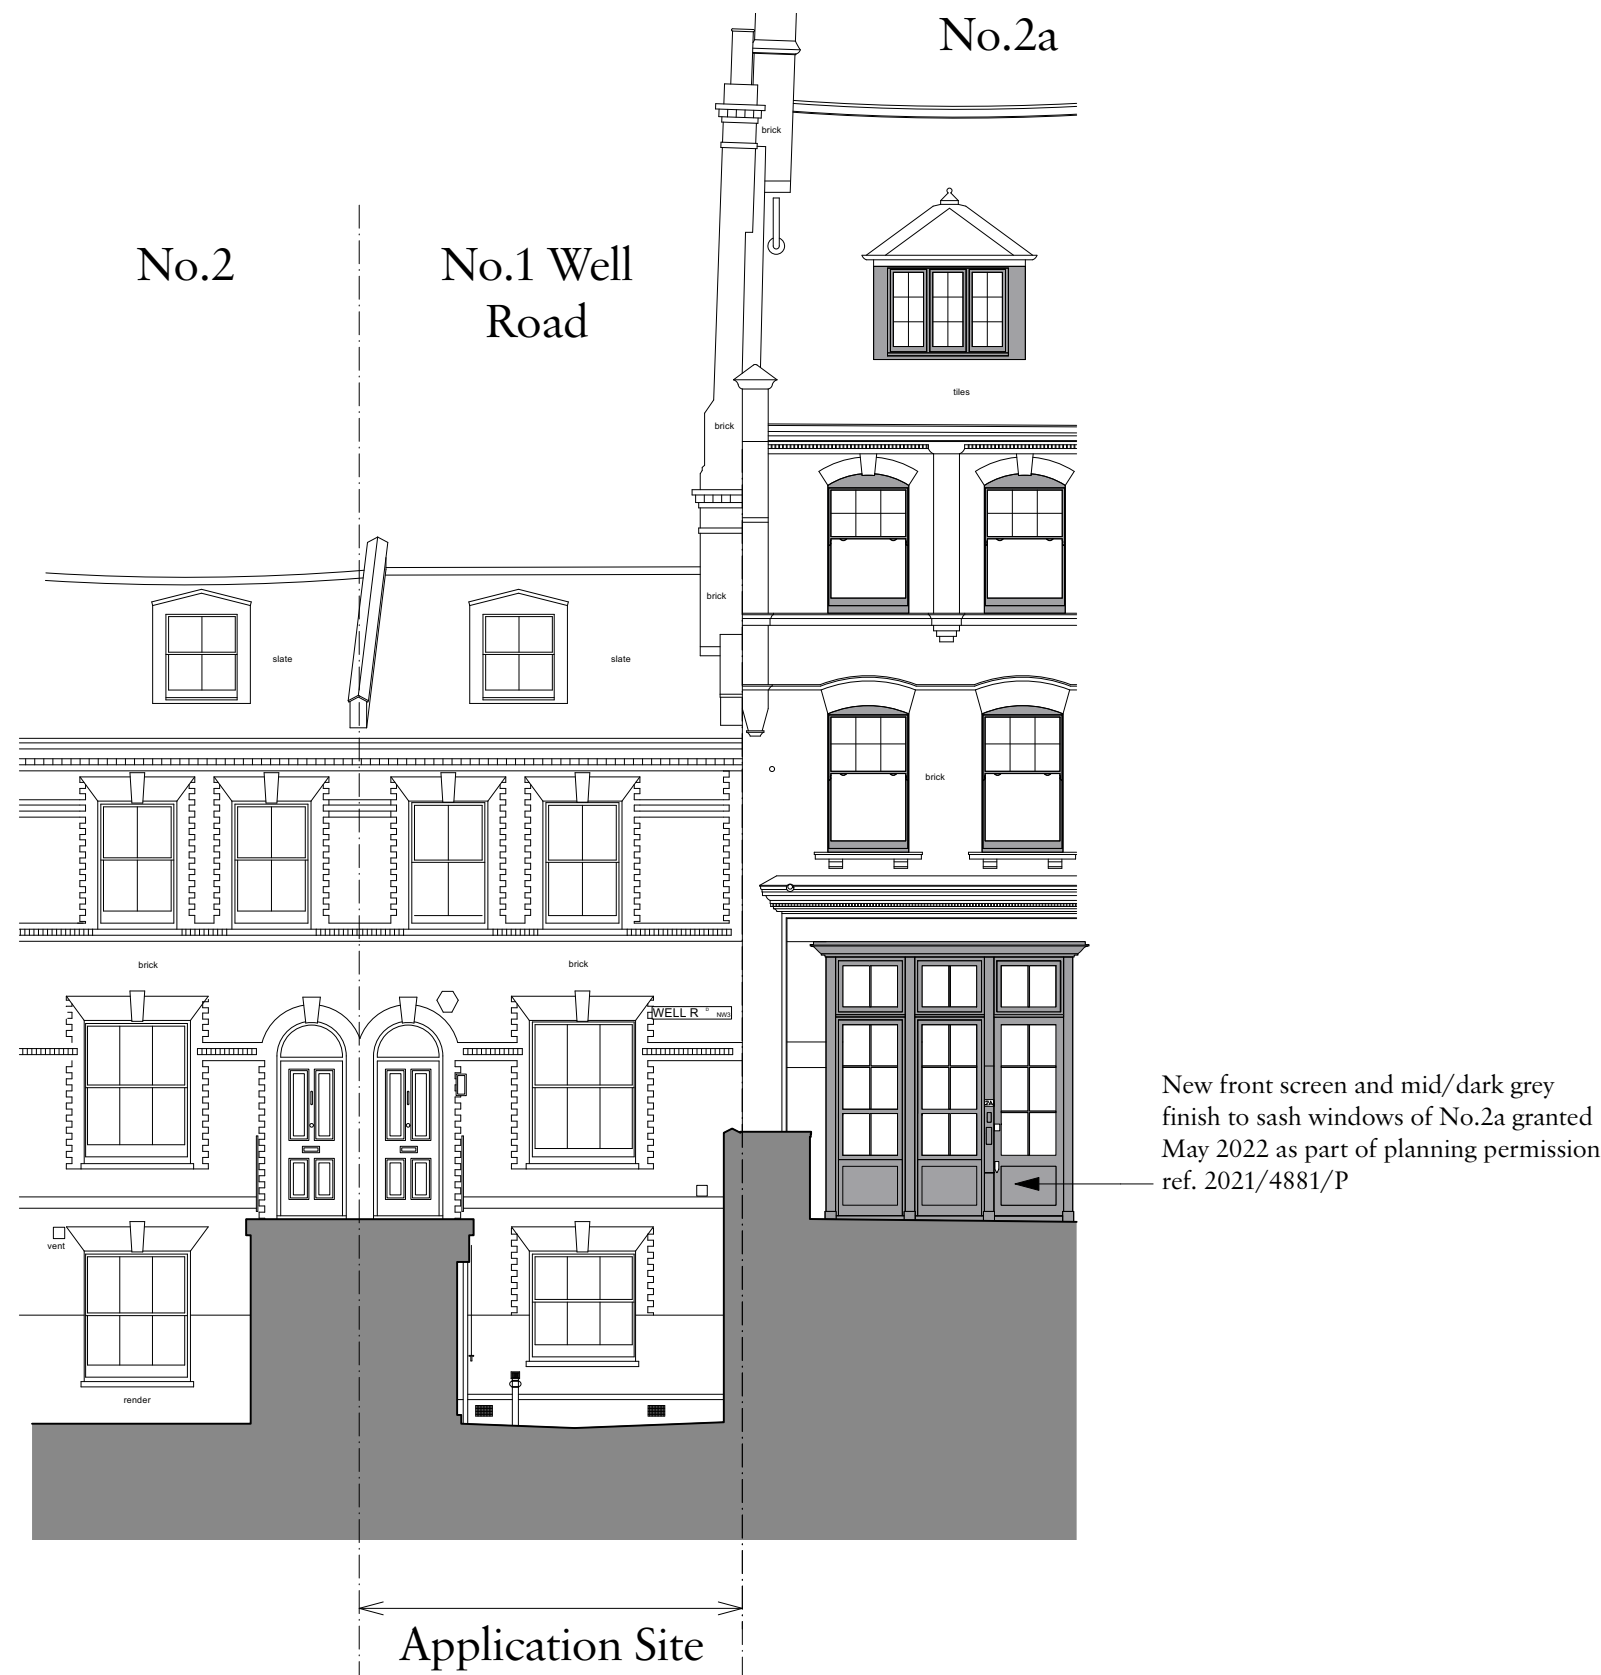 No.2a
brick
No.2
No.1 Well
Road
tiles
brick
brick
slate
slate
brick
brick
brick
WELL R D NW3
2A
New front screen and mid/dark grey
finish to sash windows of No.2a granted
May 2022 as part of planning permission
ref. 2021/4881/P
vent
render
Application Site